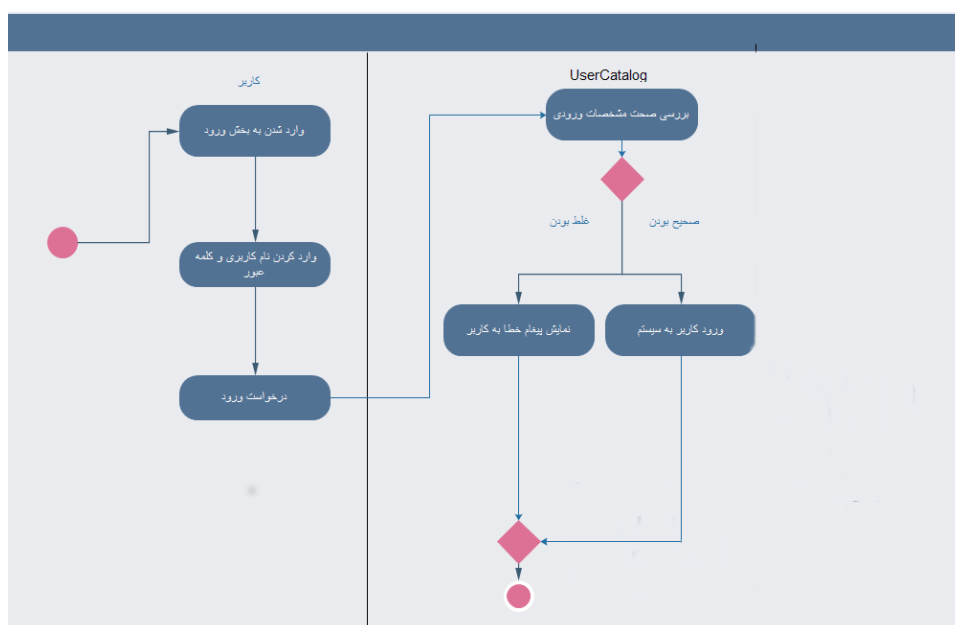 کاربر
UserCatalog
وارد شدن به بخش ورود
بررسی صحت مشخصات ورودی
صحیح بودن
غلط بودن
وارد کردن نام کاربری و کلمه
عبور
ورود کاربر به سیستم
نمایش پیغام خطا به کاربر
درخواست ورود